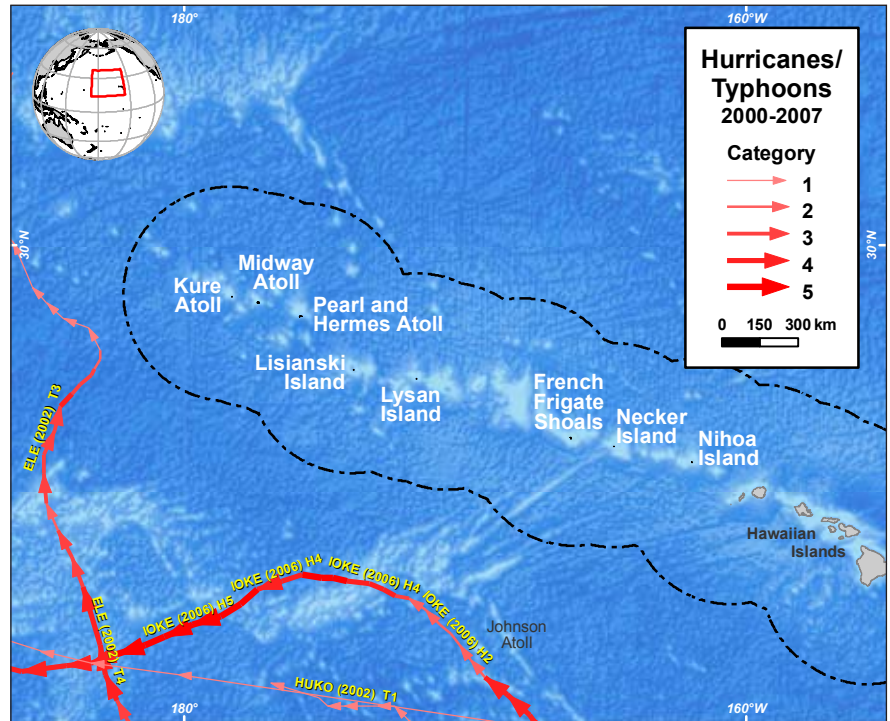 180°
160°W
Hurricanes/
Typhoons
2000-2007
Category
1
2
3
4
5
0 150 300 km
30°N
30°N
Midway
Atoll
Kure
Atoll
Pearl and
Hermes Atoll
Lisianski
Island
Lysan
Island
French
Frigate
Shoals
Necker
Island
Nihoa
Island
Hawaiian
Islands
ELE (2002) T3
IOKE (2006) H4
IOKE (2006) H4
IOKE (2006) H5
IOKE (2006) H2
ELE (2002) T4
Johnson
Atoll
HUKO (2002) T1
180°
160°W